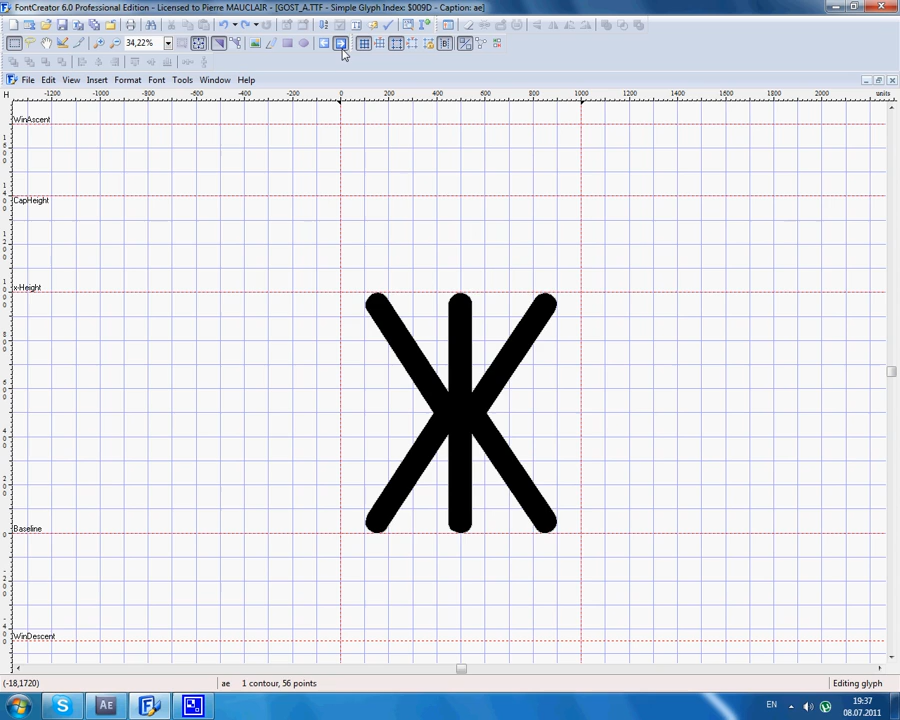 FontCreator 6.0 Professional Edition - Licensed to Pierre MAUCLAIR - [GOST_A.TTF - Simple Glyph Index: $009D - Caption: ae]
34,22%
File Edit View Insert Format Font Tools Window Help
H -1200 -1000 -800 -600 -400 -200 0 200 400 600 800 1000 1200 1400 1600 1800 2000 units
WinAscent
CapHeight
x-Height
Baseline
WinDescent
(-18,1720) ae 1 contour, 56 points Editing glyph
S Ae EN 19:37
08.07.2011